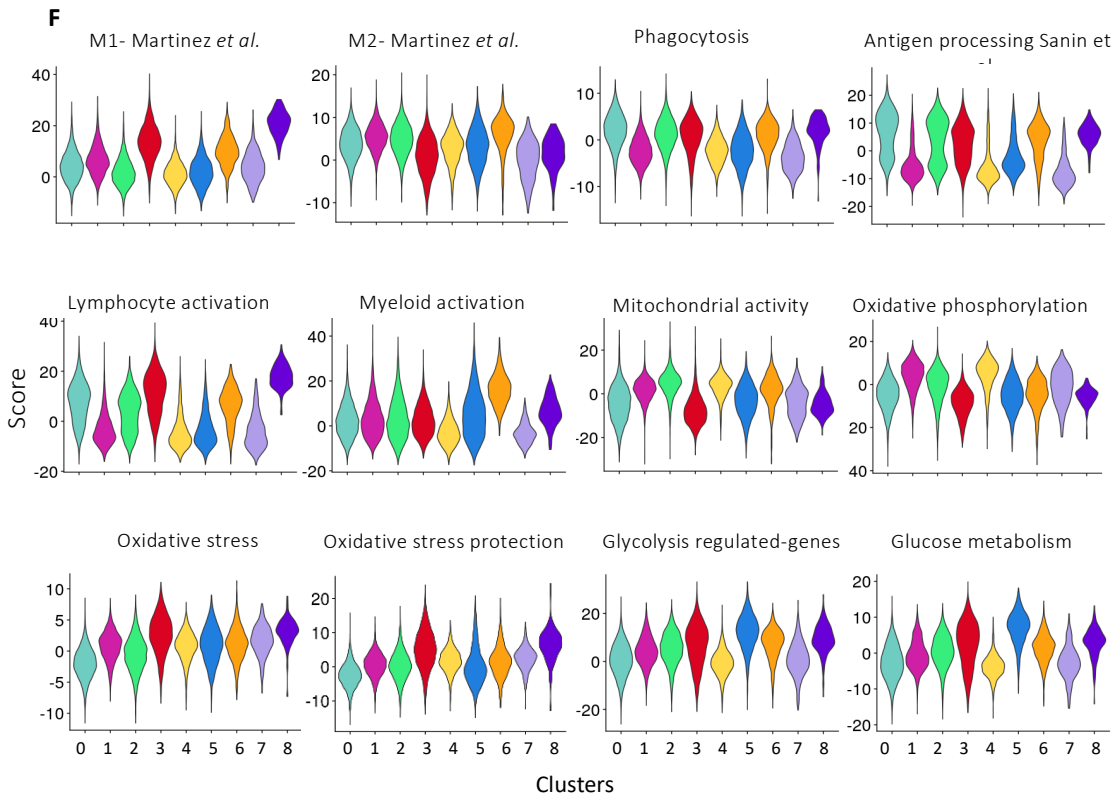 F
M1- Martinez et al.
M2- Martinez et al.
Phagocytosis
Antigen processing Sanin et
40
20
0
20
10
0
-10
10
0
-10
20
10
0
-10
-20
Lymphocyte activation
Myeloid activation
Mitochondrial activity
Oxidative phosphorylation
Score
40
20
0
-20
40
20
0
-20
20
0
-20
20
0
20
40
Oxidative stress
Oxidative stress protection
Glycolysis regulated-genes
Glucose metabolism
10
5
0
-5
-10
20
10
0
-10
20
0
-20
20
10
0
-10
-20
0 1 2 3 4 5 6 7 8
0 1 2 3 4 5 6 7 8
0 1 2 3 4 5 6 7 8
0 1 2 3 4 5 6 7 8
Clusters